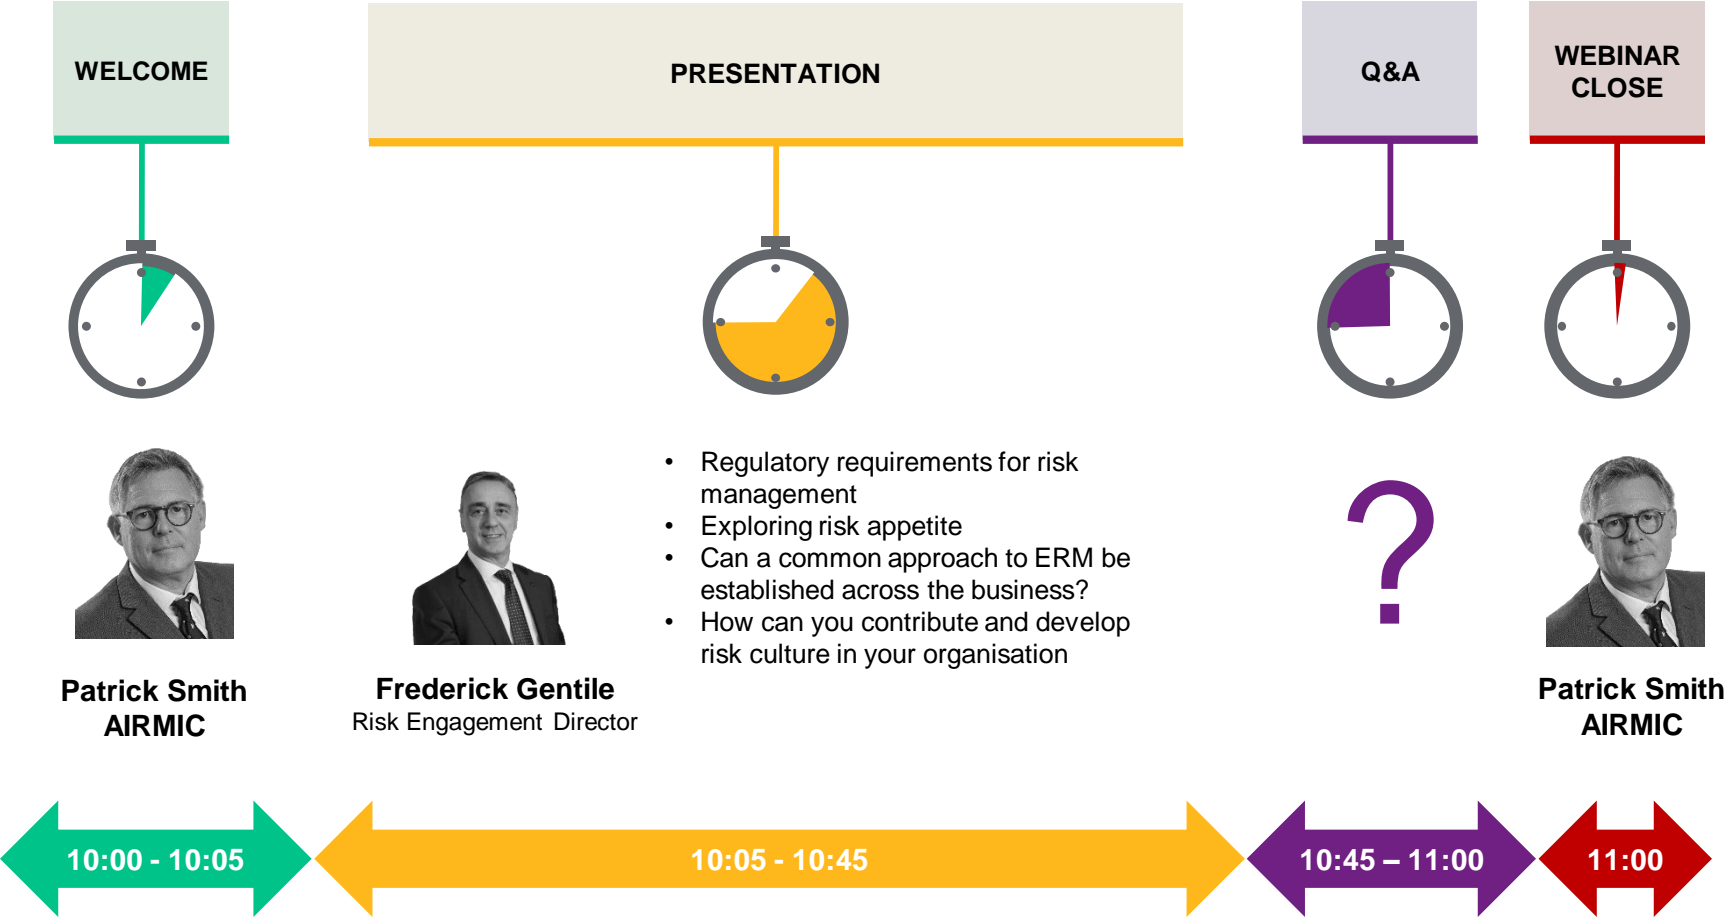 WELCOME
PRESENTATION
Q&A
WEBINAR
CLOSE
• Regulatory requirements for risk
management
• Exploring risk appetite
• Can a common approach to ERM be
established across the business?
• How can you contribute and develop
risk culture in your organisation
?
Patrick Smith
AIRMIC
Frederick Gentile
Risk Engagement Director
Patrick Smith
AIRMIC
10:00 - 10:05
10:05 - 10:45
10:45 – 11:00
11:00